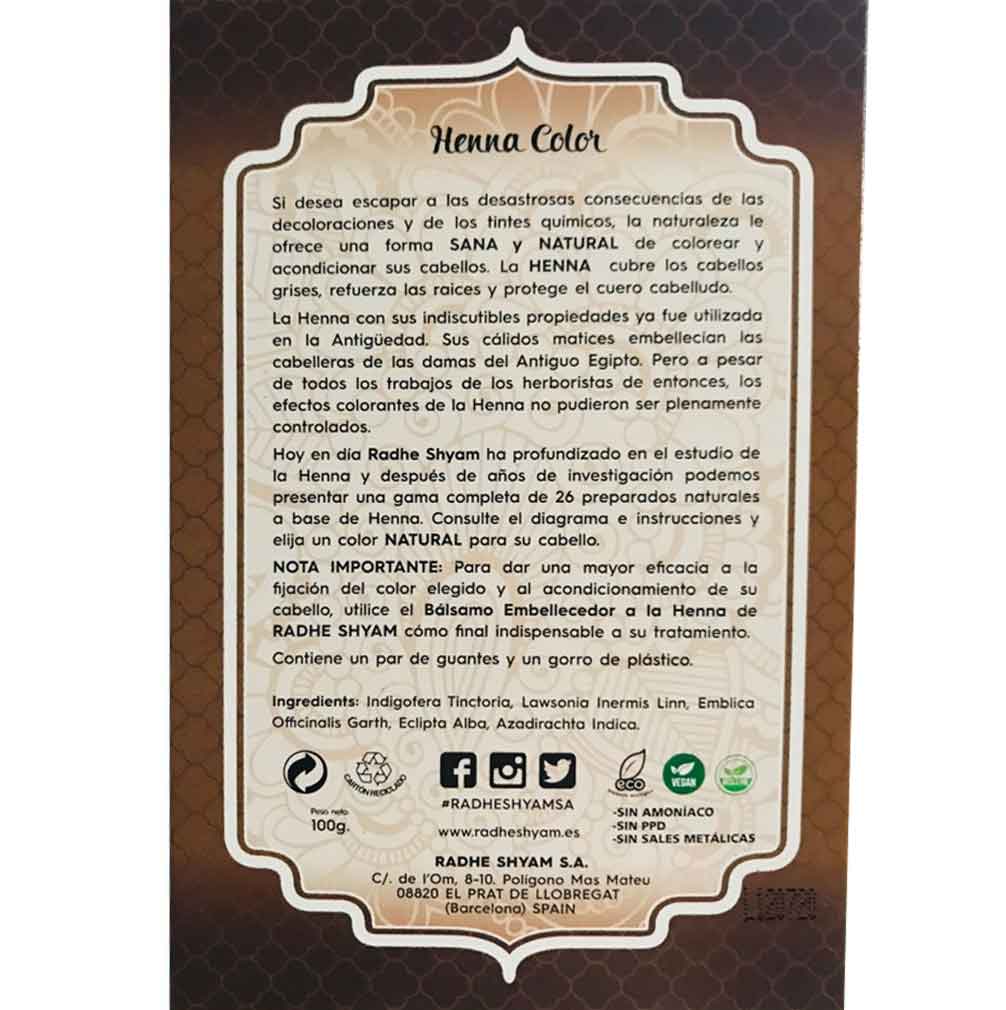 Henna Color
Si desea escapar a las desastrosas consecuencias de las
decoloraciones y de los tintes químicos, la naturaleza le
ofrece una forma SANA y NATURAL de colorear y
acondicionar sus cabellos. La HENNA cubre los cabellos
grises, refuerza las raices y protege el cuero cabelludo.
La Henna con sus indiscutibles propiedades ya fue utilizada
en la Antigüedad. Sus cálidos matices embellecían las
cabelleras de las damas del Antiguo Egipto. Pero a pesar
de todos los trabajos de los herboristas de entonces, los
efectos colorantes de la Henna no pudieron ser plenamente
controlados.
Hoy en día Radhe Shyam ha profundizado en el estudio de
la Henna y después de años de investigación podemos
presentar una gama completa de 26 preparados naturales
a base de Henna. Consulte el diagrama e instrucciones y
elija un color NATURAL para su cabello.
NOTA IMPORTANTE: Para dar una mayor eficacia a la
fijación del color elegido y al acondicionamiento de su
cabello, utilice el Bálsamo Embellecedor a la Henna de
RADHE SHYAM cómo final indispensable a su tratamiento.
Contiene un par de guantes y un gorro de plástico.
Ingredients: Indigofera Tinctoria, Lawsonia Inermis Linn, Emblica
Officinalis Garth, Eclipta Alba, Azadirachta Indica.
CARTÓN RECICLADO
eco
VEGAN
Peso neto
100g.
#RADHESHYAMSA
www.radheshyam.es
-SIN AMONÍACO
-SIN PPD
-SIN SALES METÁLICAS
RADHE SHYAM S.A.
C/. de l'Om, 8-10. Polígono Mas Mateu
08820 EL PRAT DE LLOBREGAT
(Barcelona) SPAIN